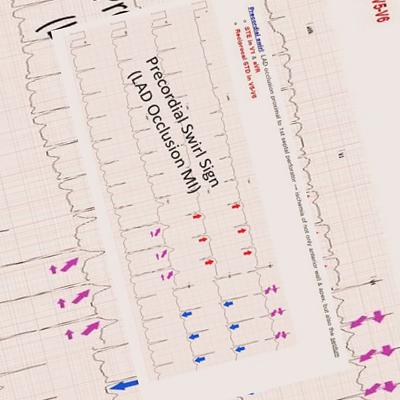 Precordial Swirl Sign
(LAD Occlusion MI)
Precordial swirl: LAD occlusion proximal to 1st septal perforator → ischemia of not only anterior wall & apex, but also the septum
• STE in V1 & aVR
• Reciprocal STD in V5-V6
V5-V6